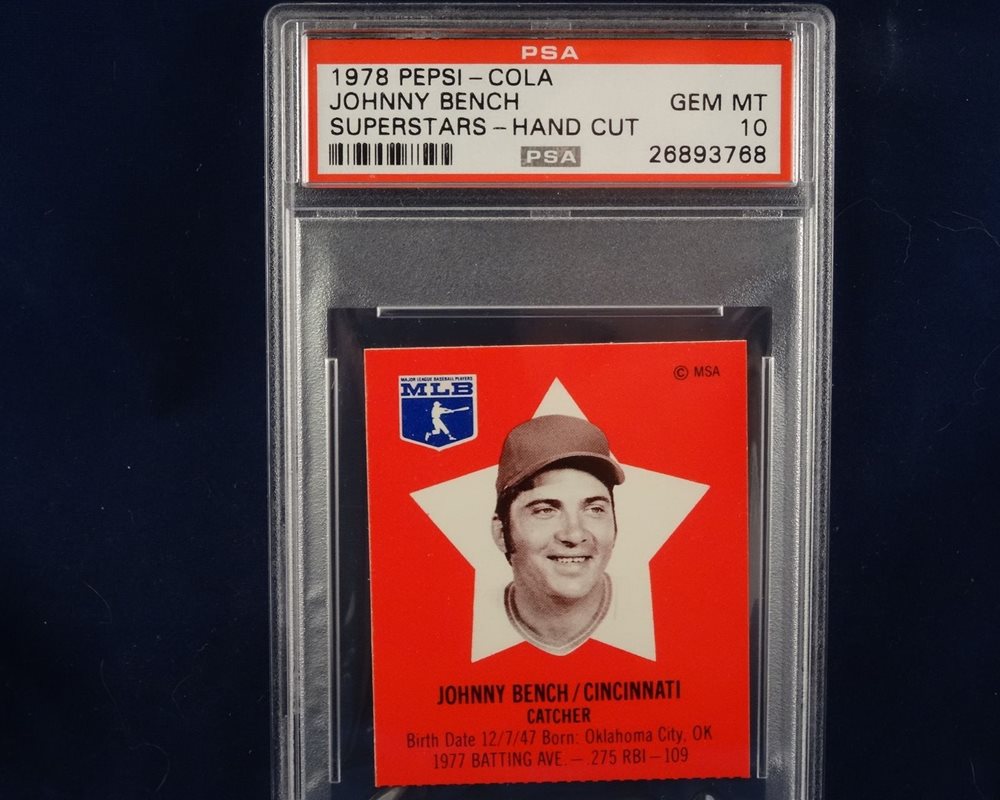 PSA
1978 PEPSI-COLA
JOHNNY BENCH GEM MT
SUPERSTARS-HAND CUT 10
PSA 26893768
© MSA
MAJOR LEAGUE BASEBALL PLAYERS
MLB
JOHNNY BENCH/CINCINNATI
CATCHER
Birth Date 12/7/47 Born: Oklahoma City, OK
1977 BATTING AVE.—.275 RBI—109